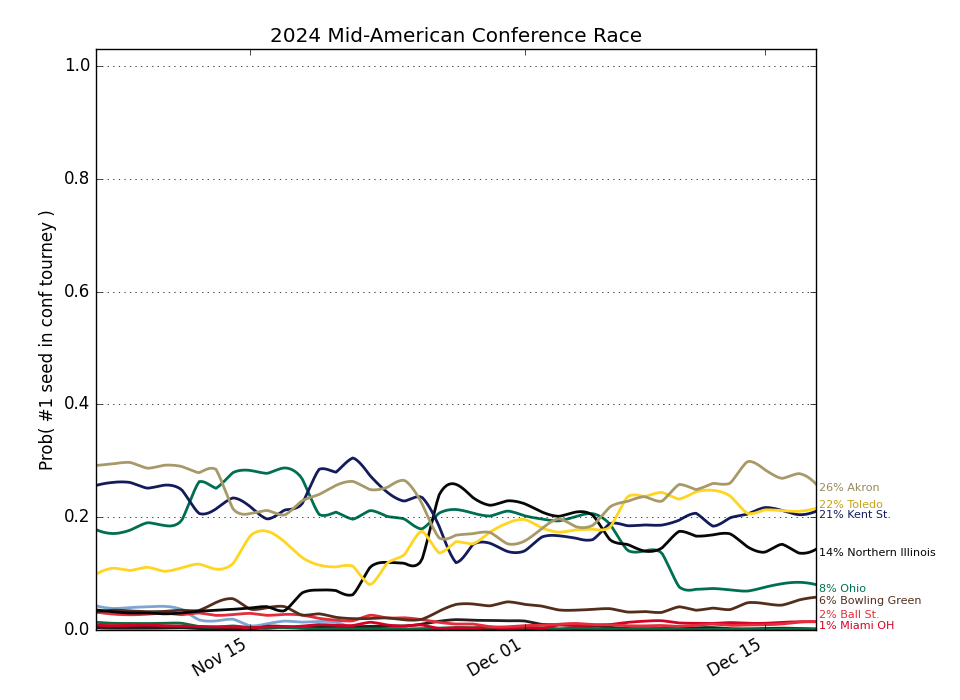 2024 Mid-American Conference Race
Prob( #1 seed in conf tourney )
1.0
0.8
0.6
0.4
0.2
0.0
Nov 15
Dec 01
Dec 15
26% Akron
22% Toledo
21% Kent St.
14% Northern Illinois
8% Ohio
6% Bowling Green
2% Ball St.
1% Miami OH